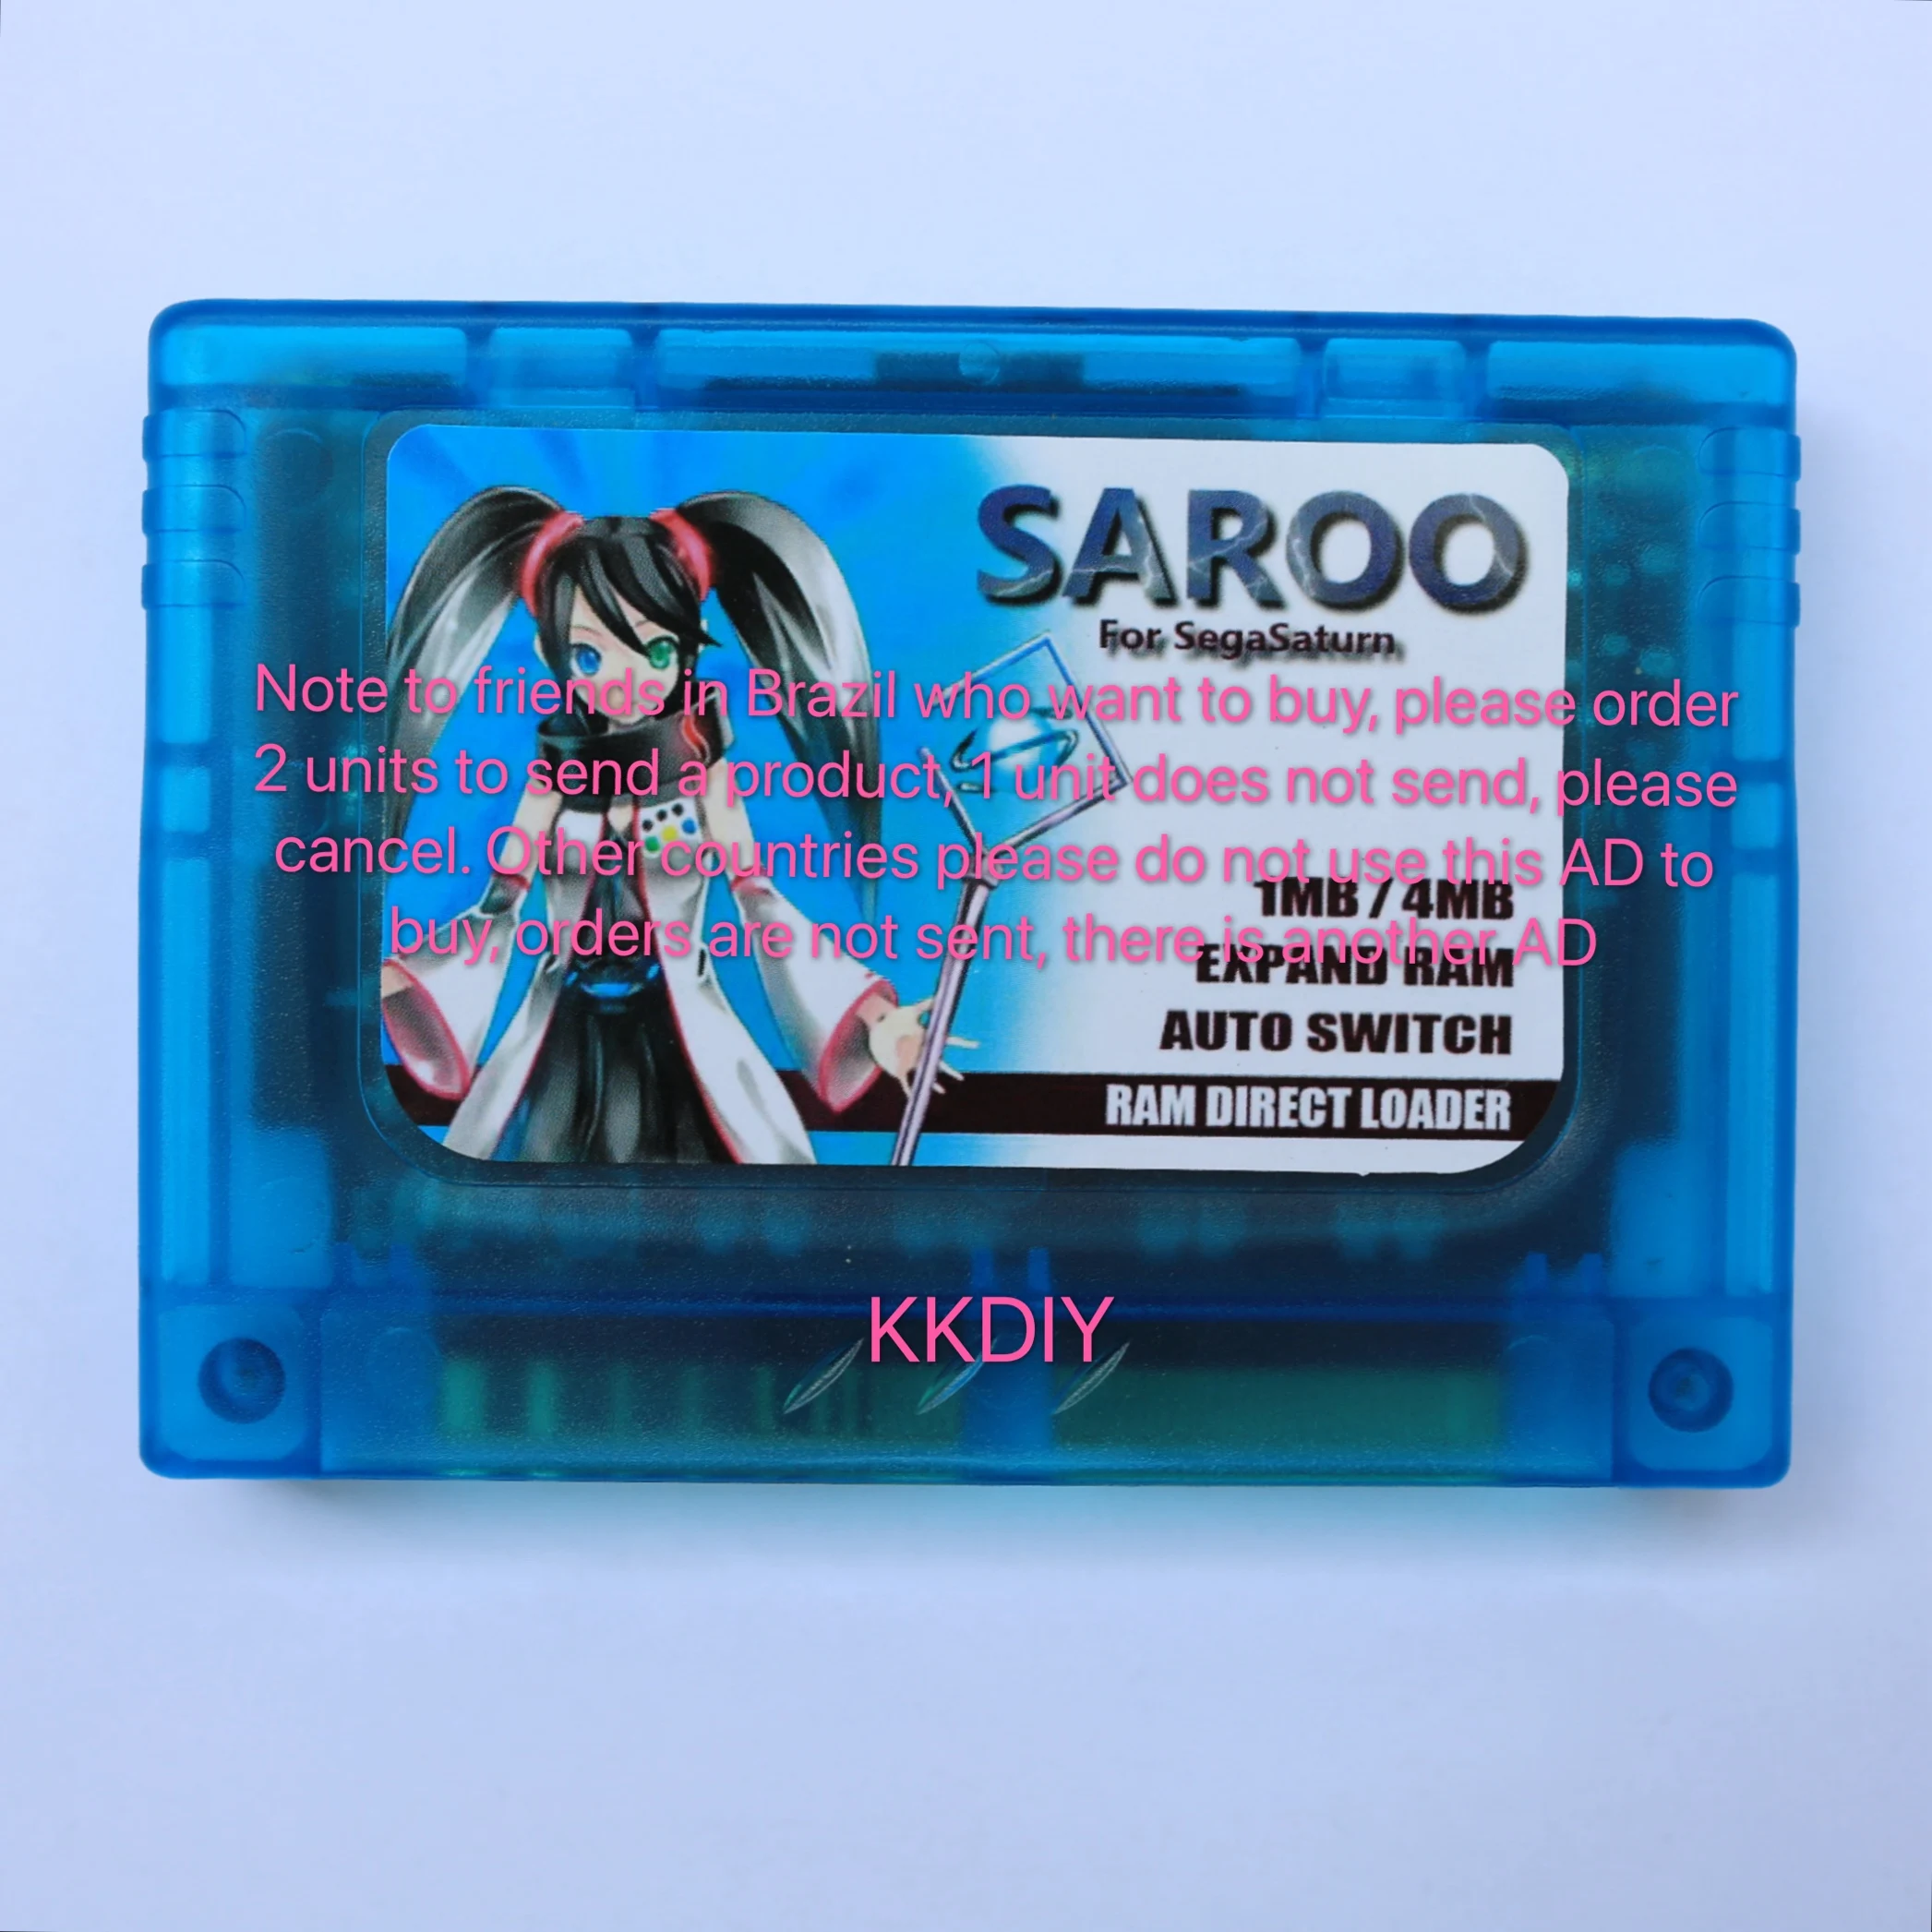 SAROO
For SegaSaturn
Note to friends in Brazil who want to buy, please order
2 units to send a product, 1 unit does not send, please
cancel. Other countries please do not use this AD to
buy, orders are not sent, there is another AD
1MB / 4MB
EXPAND RAM
AUTO SWITCH
RAM DIRECT LOADER
KKDIY